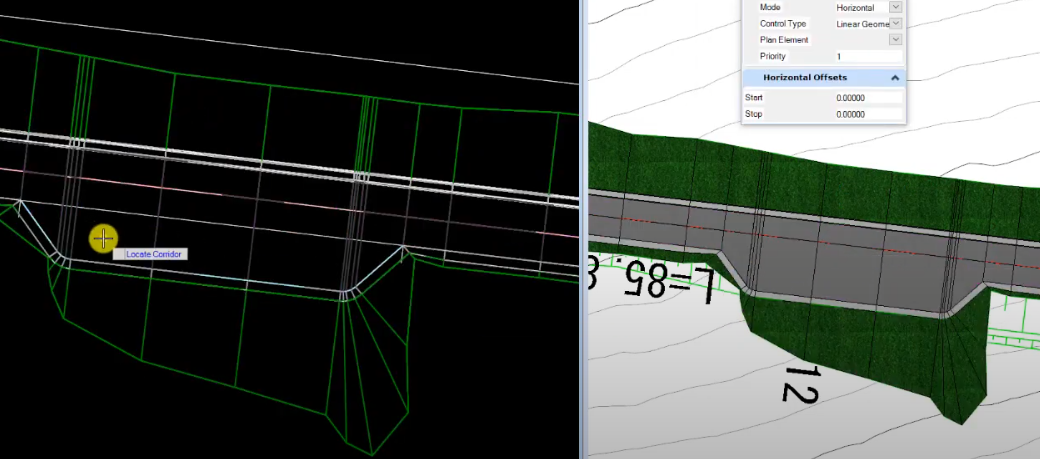 Mode Horizontal
Control Type Linear Geome
Plan Element
Priority 1
Horizontal Offsets
Start 0.00000
Stop 0.00000
Locate Corridor
L=85.
12